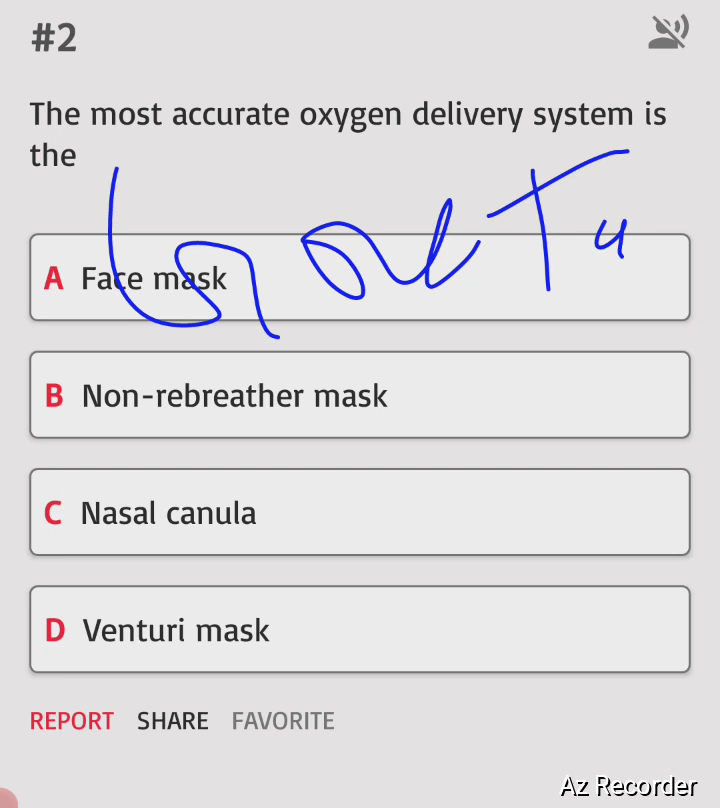 #2
The most accurate oxygen delivery system is
the
A Face mask
B Non-rebreather mask
C Nasal canula
D Venturi mask
REPORT SHARE FAVORITE
Az Recorder